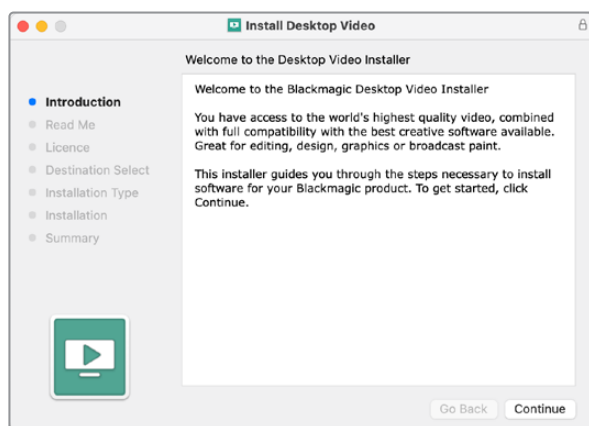 Install Desktop Video
Welcome to the Desktop Video Installer
Introduction
Read Me
Licence
Destination Select
Installation Type
Installation
Summary
Welcome to the Blackmagic Desktop Video Installer
You have access to the world's highest quality video, combined
with full compatibility with the best creative software available.
Great for editing, design, graphics or broadcast paint.
This installer guides you through the steps necessary to install
software for your Blackmagic product. To get started, click
Continue.
Go Back
Continue